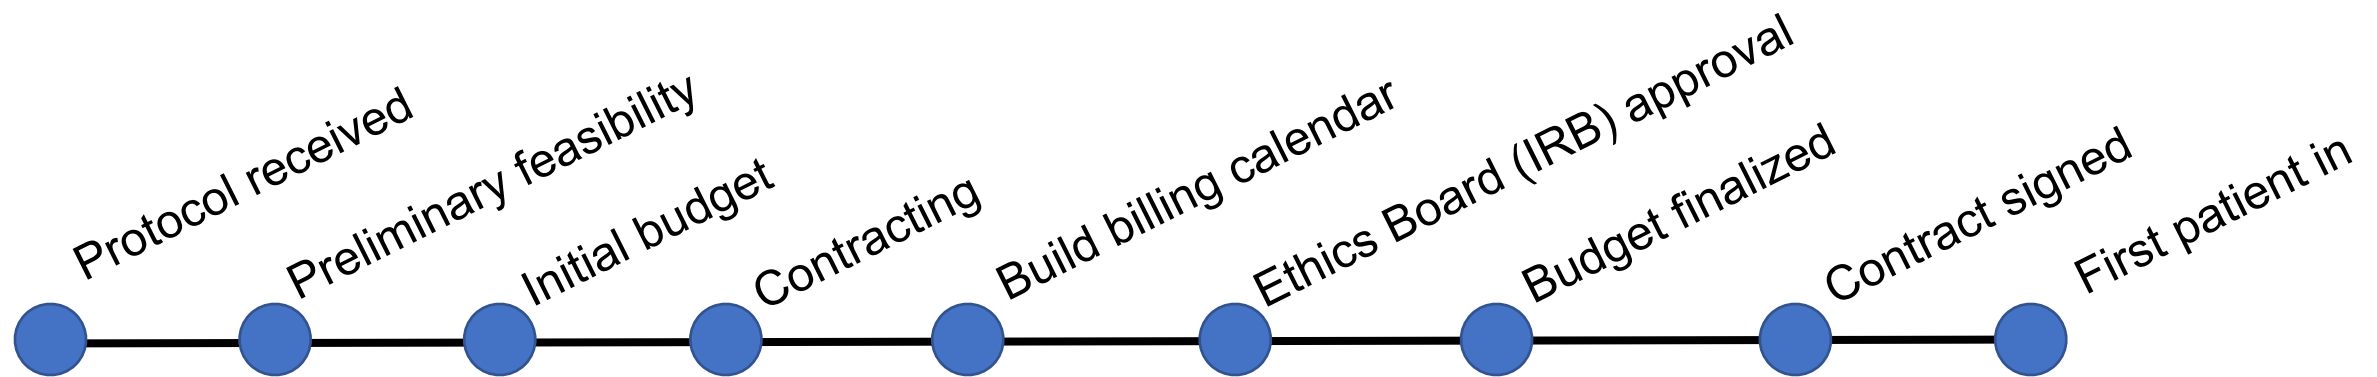 Protocol received
Preliminary feasibility
Initial budget
Contracting
Build billing calendar
Ethics Board (IRB) approval
Budget finalized
Contract signed
First patient in